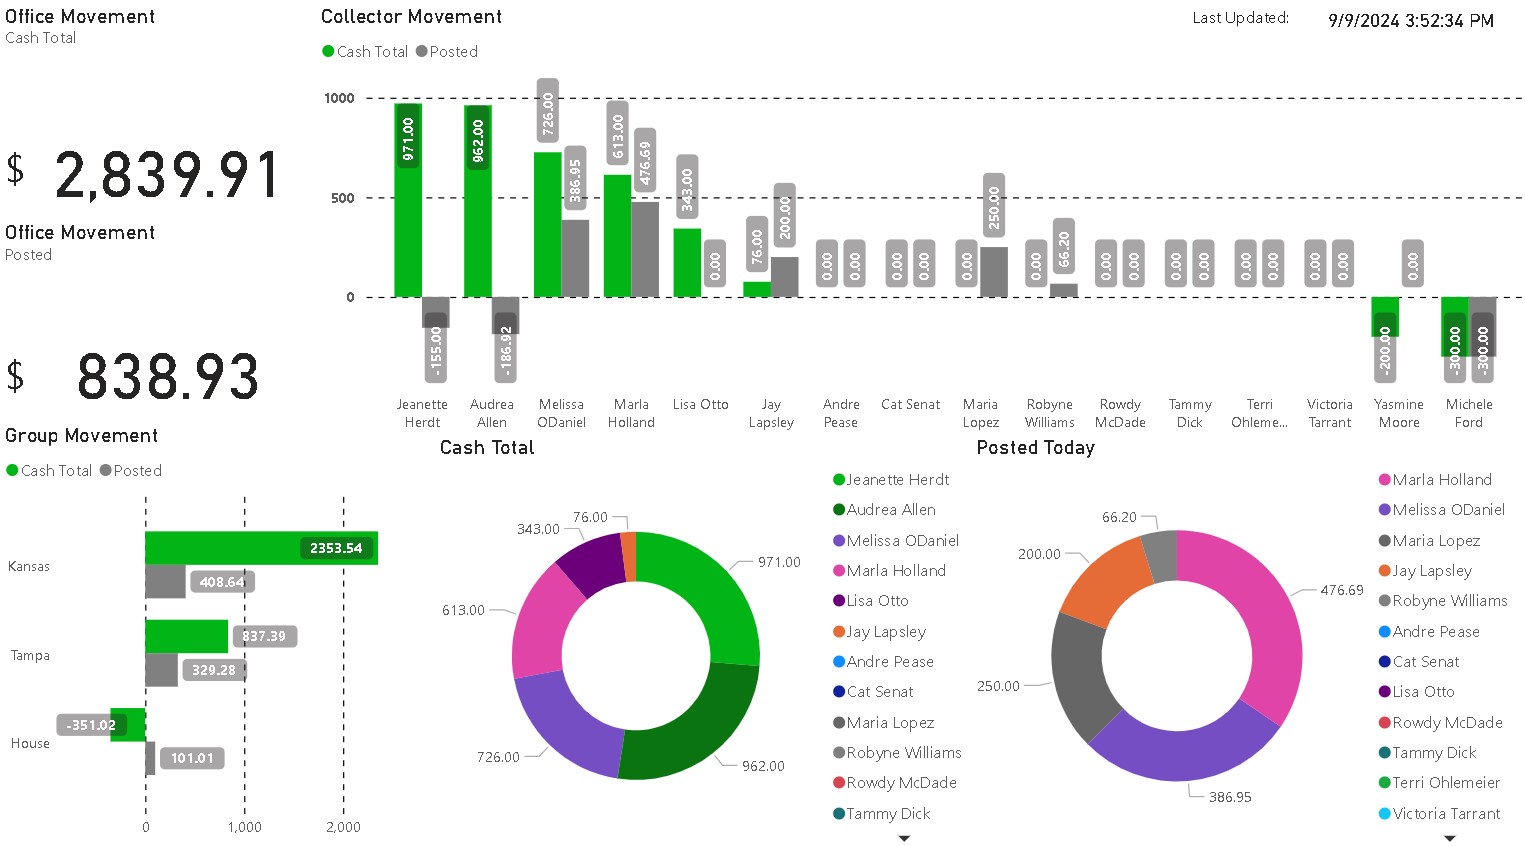 Office Movement
Cash Total
$ 2,839.91
Office Movement
Posted
$ 838.93
Collector Movement
Cash Total Posted
Last Updated: 9/9/2024 3:52:34 PM
1000
500
0
971.00
-155.00
962.00
-186.92
726.00
386.95
613.00
476.69
343.00
0.00
76.00
200.00
0.00
0.00
0.00
0.00
0.00
250.00
0.00
66.20
0.00
0.00
0.00
0.00
0.00
0.00
0.00
0.00
-200.00
0.00
-300.00
-300.00
Jeanette
Herdt
Audrea
Allen
Melissa
ODaniel
Marla
Holland
Lisa Otto
Jay
Lapsley
Andre
Pease
Cat Senat
Maria
Lopez
Robyne
Williams
Rowdy
McDade
Tammy
Dick
Terri
Ohleme...
Victoria
Tarrant
Yasmine
Moore
Michele
Ford
Group Movement
Cash Total Posted
Kansas
2353.54
408.64
Tampa
837.39
329.28
House
-351.02
101.01
0 1,000 2,000
Cash Total
76.00
343.00
971.00
613.00
726.00
962.00
Jeanette Herdt
Audrea Allen
Melissa ODaniel
Marla Holland
Lisa Otto
Jay Lapsley
Andre Pease
Cat Senat
Maria Lopez
Robyne Williams
Rowdy McDade
Tammy Dick
Posted Today
66.20
200.00
476.69
250.00
386.95
Marla Holland
Melissa ODaniel
Maria Lopez
Jay Lapsley
Robyne Williams
Andre Pease
Cat Senat
Lisa Otto
Rowdy McDade
Tammy Dick
Terri Ohlemeier
Victoria Tarrant